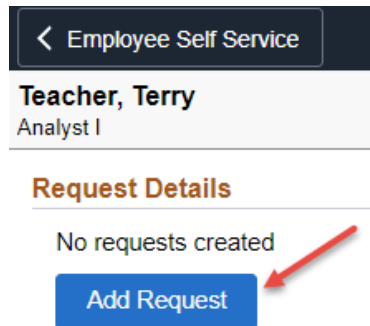 Employee Self Service
Teacher, Terry
Analyst I
Request Details
No requests created
Add Request